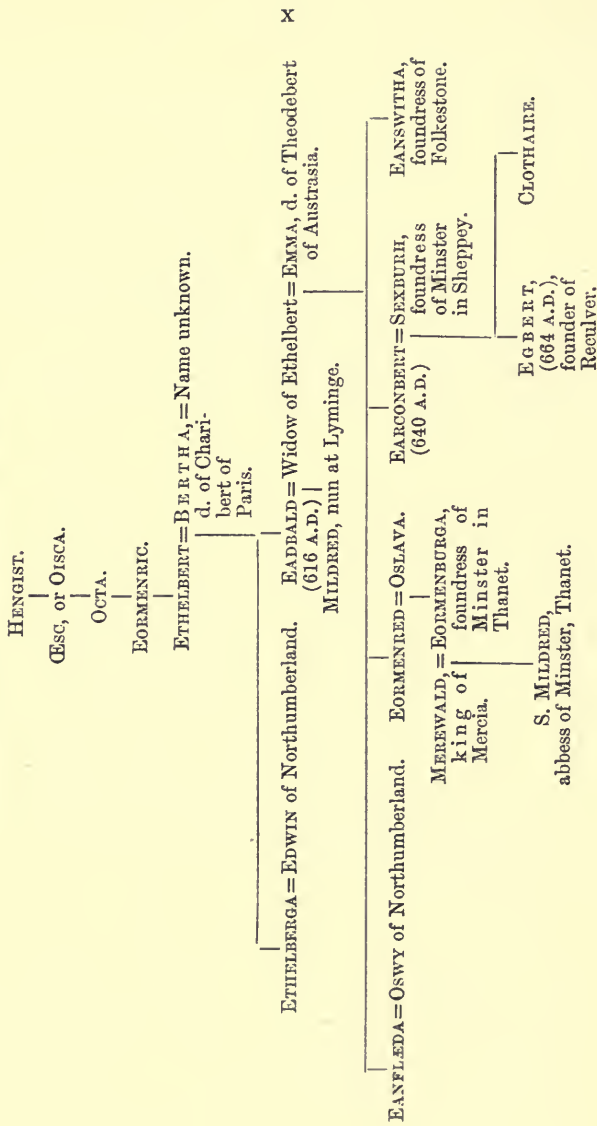 X
HENGIST.
ŒSC, or OISCA.
OCTA.
EORMENRIC.
ETHELBERT=BERTHA,=Name unknown.
d. of Chari-
bert of
Paris.
ETHELBERGA=EDWIN of Northumberland.
EADBALD=Widow of Ethelbert=EMMA, d. of Theodebert
(616 A.D.)
of Austrasia.
MILDRED, nun at Lyminge.
EANFLÆDA=OSWY of Northumberland.
EORMENRED=OSLAVA.
EARCONBERT=SEXBURH,
(640 A.D.)
foundress
of Minster
in Sheppey.
EANSWITHA,
foundress of
Folkestone.
MEREWALD,=EORMENBURGA,
king of
Mercia.
foundress of
Minster in
Thanet.
EGBERT,
(664 A.D.),
founder of
Reculver.
CLOTHAIRE.
S. MILDRED,
abbess of Minster, Thanet.